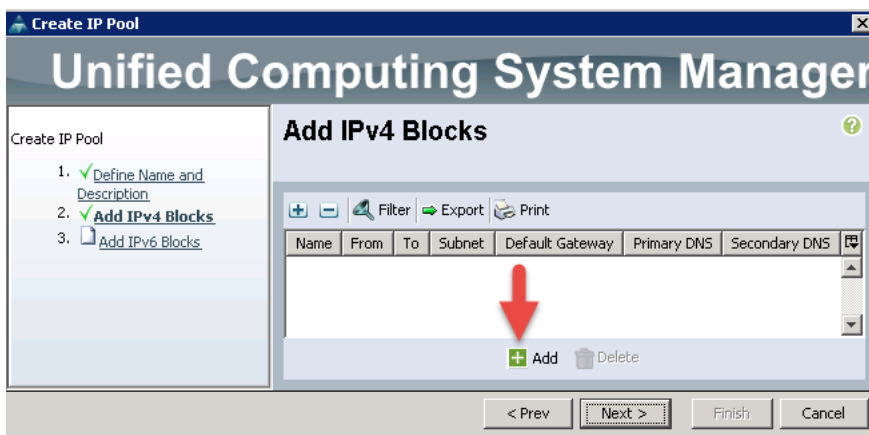 Create IP Pool
Unified Computing System Manager
Create IP Pool
1. Define Name and
Description
2. Add IPv4 Blocks
3. Add IPv6 Blocks
Add IPv4 Blocks
Filter Export Print
Name From To Subnet Default Gateway Primary DNS Secondary DNS
Add Delete
< Prev Next > Finish Cancel